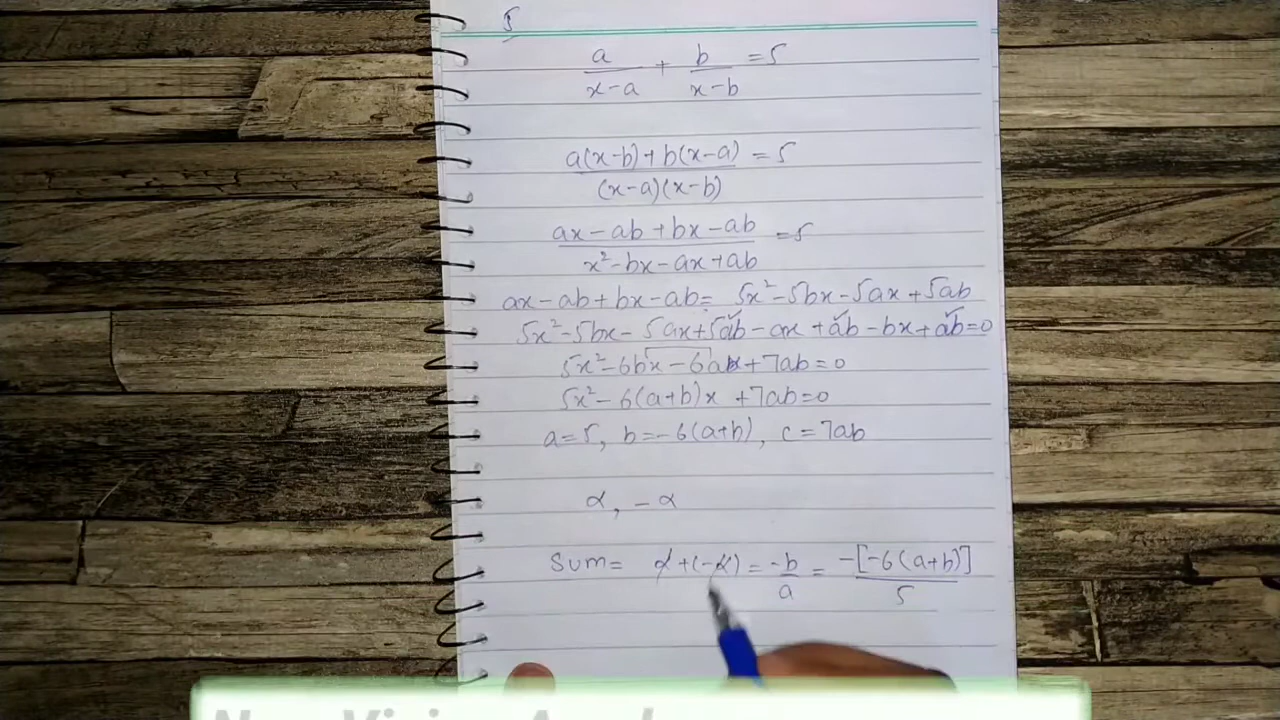 5
a/(x-a) + b/(x-b) = 5
a(x-b)+b(x-a)/(x-a)(x-b) = 5
ax-ab+bx-ab/x²-bx-ax+ab = 5
ax-ab+bx-ab = 5x²-5bx-5ax+5ab
5x²-5bx-5ax+5ab-ax+ab-bx+ab=0
5x²-6bx-6ax+7ab=0
5x²-6(a+b)x+7ab=0
a=5, b=-6(a+b), c=7ab
α, -α
Sum= α+(-α) = -b/a = -[-6(a+b)]/5